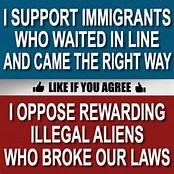 I SUPPORT IMMIGRANTS
WHO WAITED IN LINE
AND CAME THE RIGHT WAY
LIKE IF YOU AGREE
I OPPOSE REWARDING
ILLEGAL ALIENS
WHO BROKE OUR LAWS